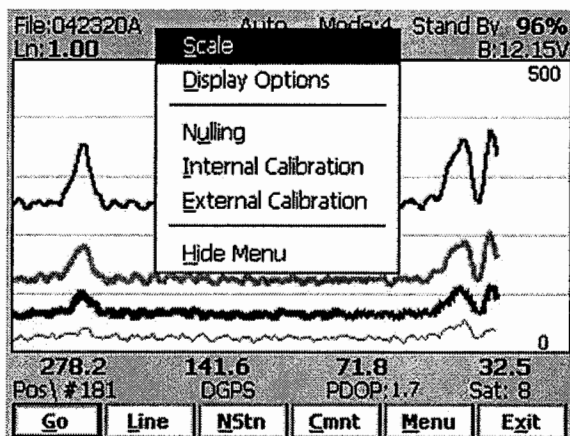 File:042320A Auto Mode:4 Stand By 96%
Ln:1.00 B:12.15V
500
Scale
Display Options
Nulling
Internal Calibration
External Calibration
Hide Menu
0
278.2 141.6 71.8 32.5
Pos\#181 DGPS PDOP:1.7 Sat: 8
Go Line NStn Cmnt Menu Exit